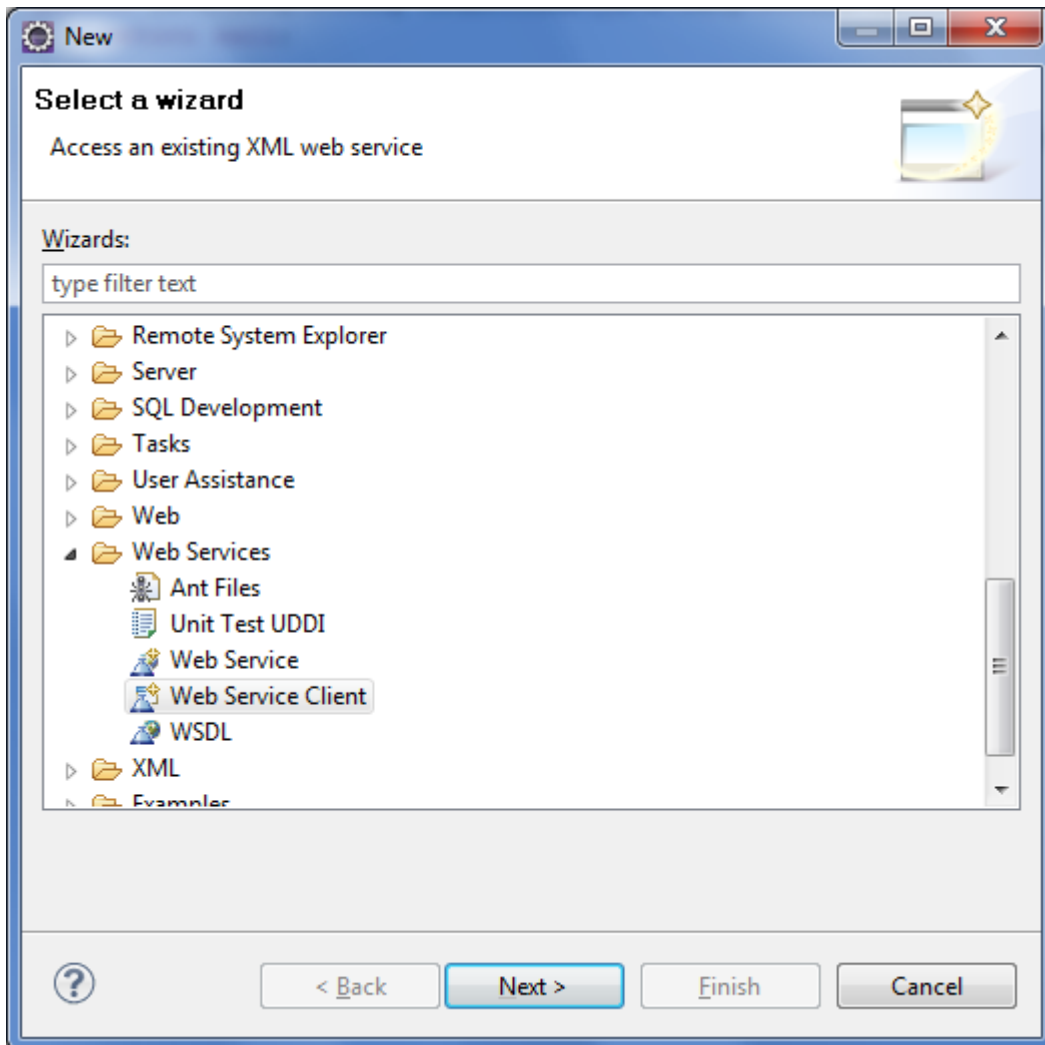 New
Select a wizard
Access an existing XML web service
Wizards:
type filter text
Remote System Explorer
Server
SQL Development
Tasks
User Assistance
Web
Web Services
Ant Files
Unit Test UDDI
Web Service
Web Service Client
WSDL
XML
Examples
?
< Back Next > Finish Cancel